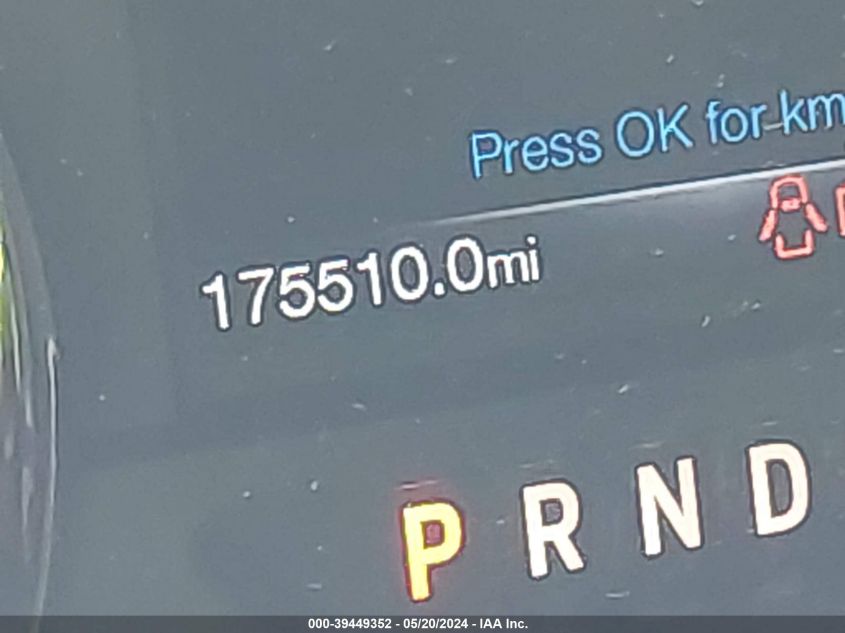 Press OK for km
175510.0mi
P R N D
000-39449352 - 05/20/2024 - IAA Inc.